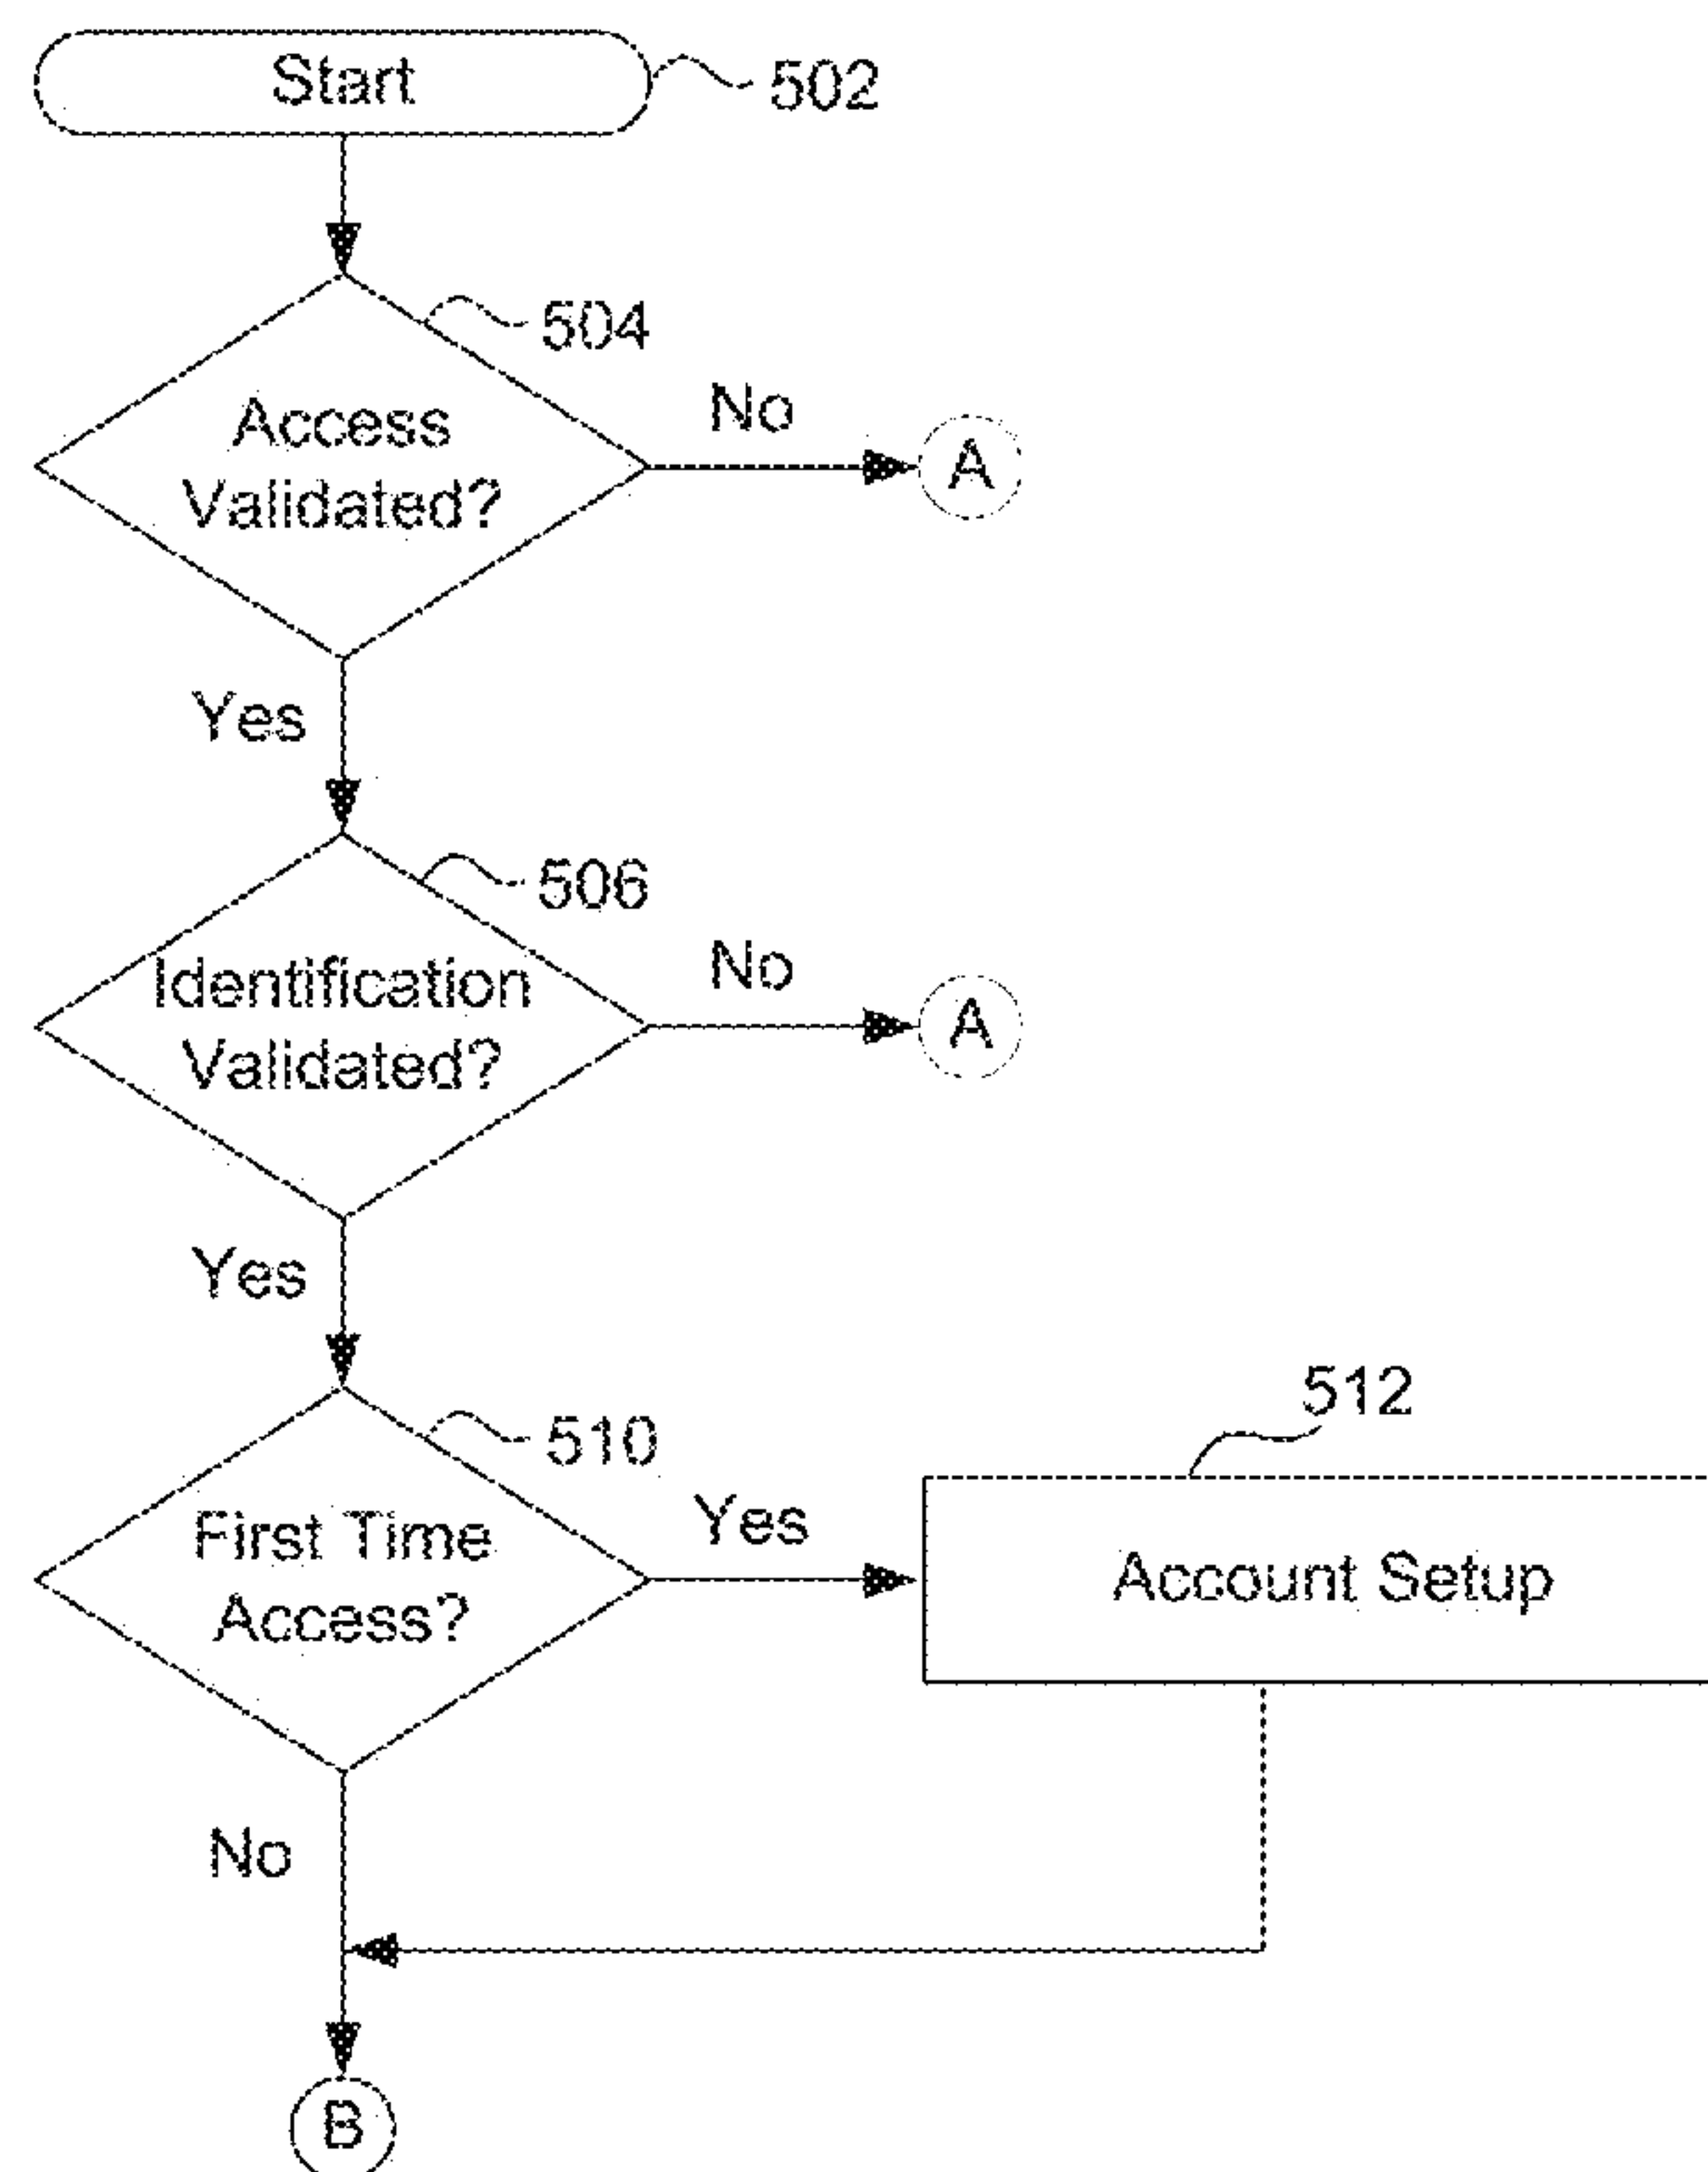 Start
502
504
Access
Validated?
No
A
Yes
506
Identification
Validated?
No
A
Yes
510
First Time
Access?
Yes
512
Account Setup
No
B